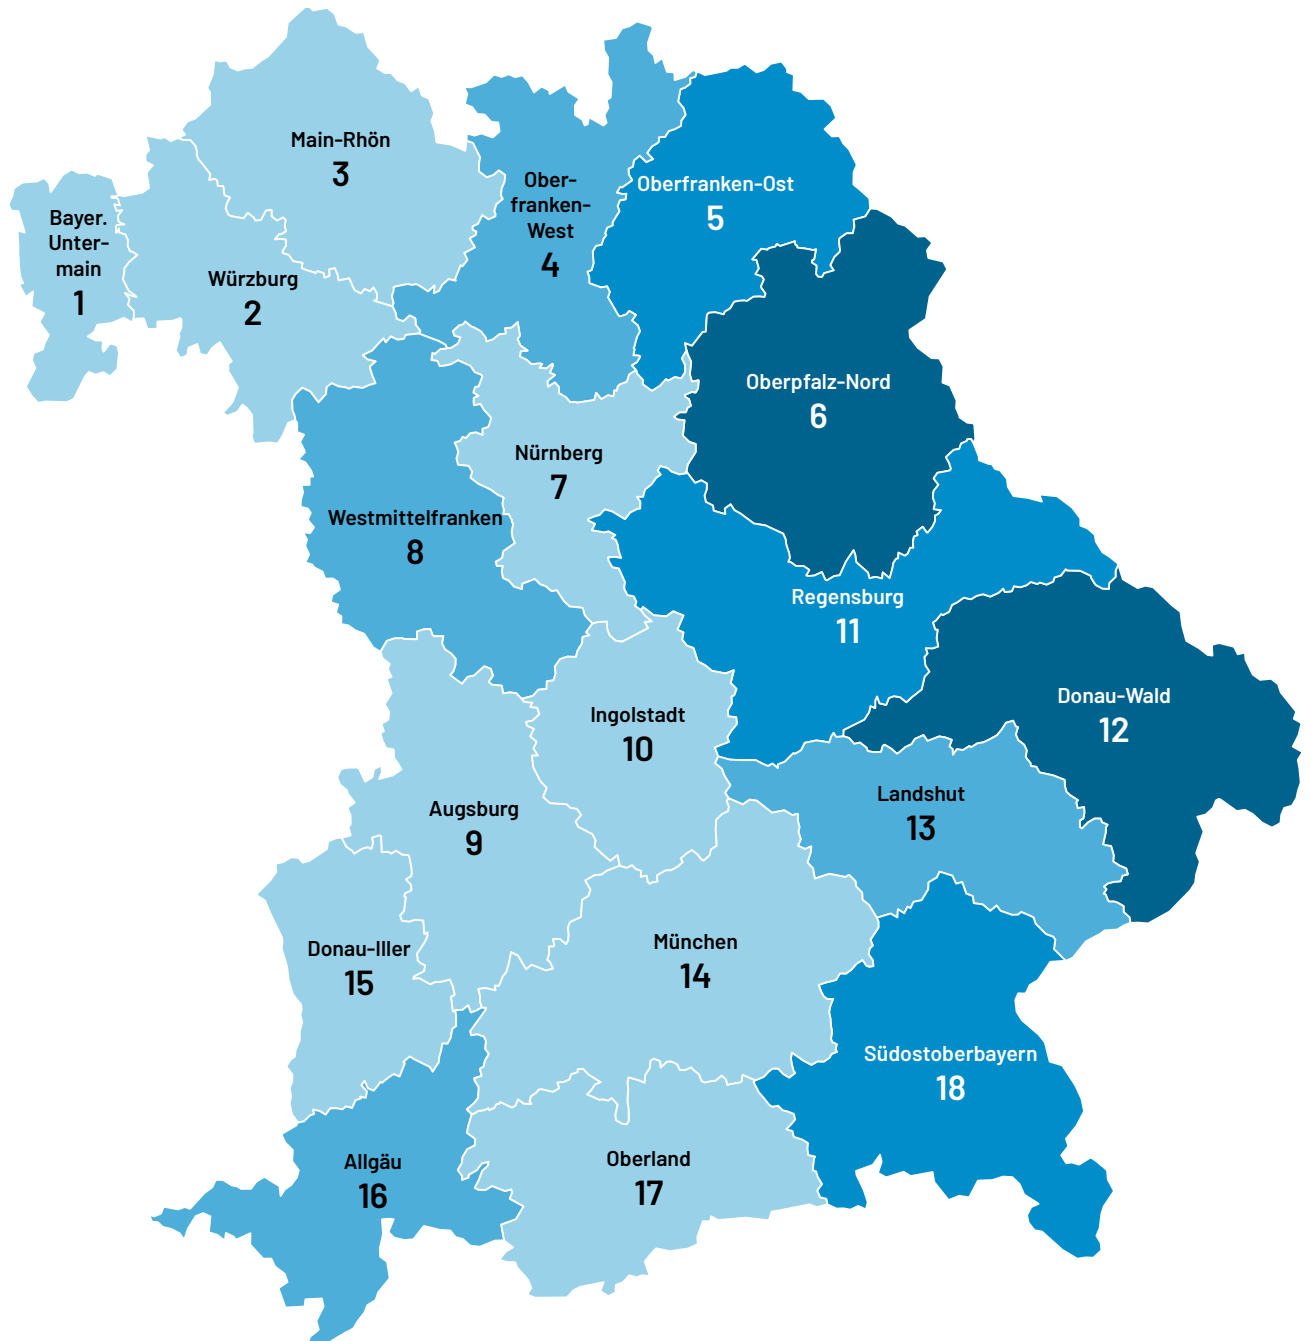 Main-Rhön
3
Bayer.
Unter-
main
1
Würzburg
2
Ober-
franken-
West
4
Oberfranken-Ost
5
Oberpfalz-Nord
6
Nürnberg
7
Westmittelfranken
8
Regensburg
11
Donau-Wald
12
Ingolstadt
10
Augsburg
9
Landshut
13
Donau-Iller
15
München
14
Südostoberbayern
18
Allgäu
16
Oberland
17